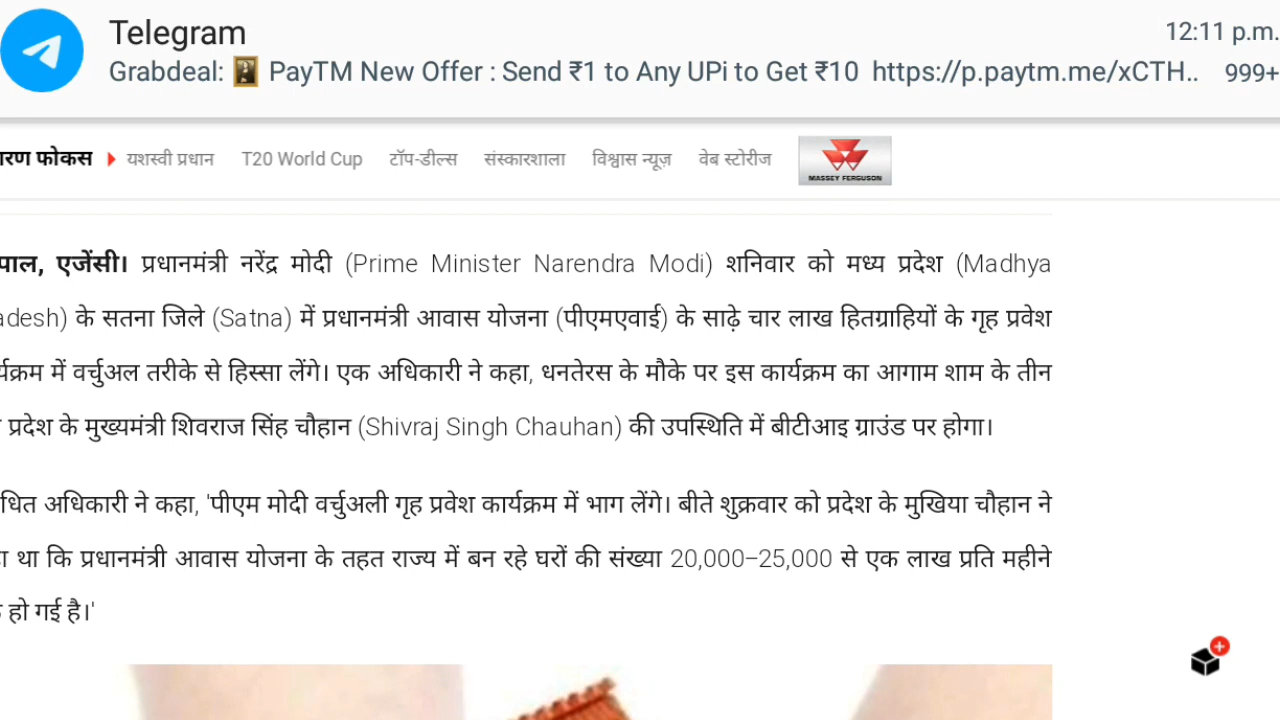 Telegram
12:11 p.m.
Grabdeal: PayTM New Offer : Send ₹1 to Any UPi to Get ₹10 https://p.paytm.me/xCTH.. 999+
फोकस यशस्वी प्रधान T20 World Cup टॉप-डील्स संस्कारशाला विश्वास न्यूज़ वेब स्टोरीज MASSEY FERGUSON
एजेंसी। प्रधानमंत्री नरेंद्र मोदी (Prime Minister Narendra Modi) शनिवार को मध्य प्रदेश (Madhya
के सतना जिले (Satna) में प्रधानमंत्री आवास योजना (पीएमएवाई) के साढ़े चार लाख हितग्राहियों के गृह प्रवेश
में वर्चुअल तरीके से हिस्सा लेंगे। एक अधिकारी ने कहा, धनतेरस के मौके पर इस कार्यक्रम का आगाम शाम के तीन
प्रदेश के मुख्यमंत्री शिवराज सिंह चौहान (Shivraj Singh Chauhan) की उपस्थिति में बीटीआइ ग्राउंड पर होगा।
अधिकारी ने कहा, 'पीएम मोदी वर्चुअली गृह प्रवेश कार्यक्रम में भाग लेंगे। बीते शुक्रवार को प्रदेश के मुखिया चौहान ने
था कि प्रधानमंत्री आवास योजना के तहत राज्य में बन रहे घरों की संख्या 20,000–25,000 से एक लाख प्रति महीने
हो गई है।'